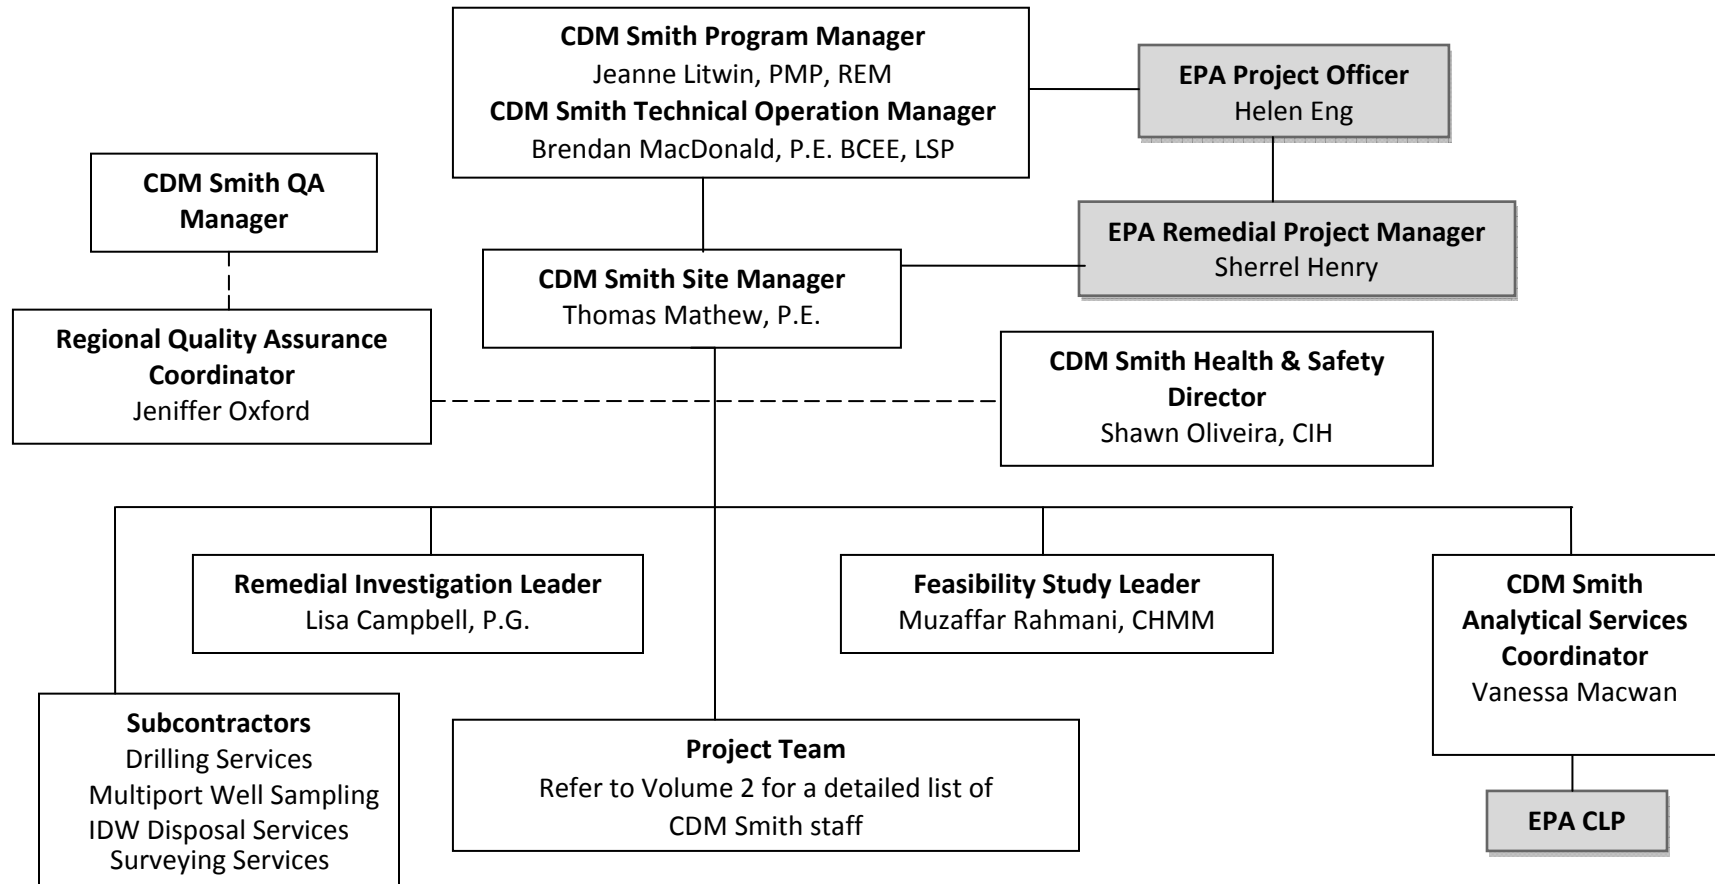 CDM Smith Program Manager
Jeanne Litwin, PMP, REM
CDM Smith Technical Operation Manager
Brendan MacDonald, P.E. BCEE, LSP
EPA Project Officer
Helen Eng
CDM Smith QA
Manager
EPA Remedial Project Manager
Sherrel Henry
CDM Smith Site Manager
Thomas Mathew, P.E.
Regional Quality Assurance
Coordinator
Jeniffer Oxford
CDM Smith Health & Safety
Director
Shawn Oliveira, CIH
Remedial Investigation Leader
Lisa Campbell, P.G.
Feasibility Study Leader
Muzaffar Rahmani, CHMM
CDM Smith
Analytical Services
Coordinator
Vanessa Macwan
Subcontractors
Drilling Services
Multiport Well Sampling
IDW Disposal Services
Surveying Services
Project Team
Refer to Volume 2 for a detailed list of
CDM Smith staff
EPA CLP